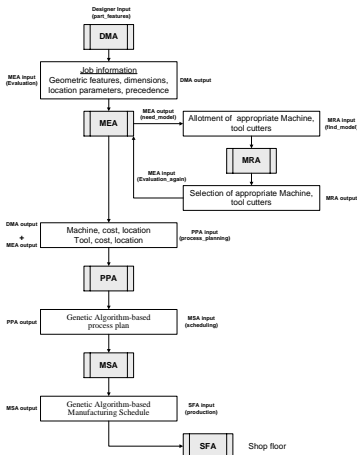 Designer Input
(part_features)
DMA
MEA input
(Evaluation)
Job information
Geometric features, dimensions,
location parameters, precedence
DMA output
MEA
MEA output
(need_model)
Allotment of appropriate Machine,
tool cutters
MRA input
(find_model)
MRA
MEA input
(Evaluation_again)
Selection of appropriate Machine,
tool cutters
MRA output
DMA output
+
MEA output
Machine, cost, location
Tool, cost, location
PPA input
(process_planning)
PPA
PPA output
Genetic Algorithm-based
process plan
MSA input
(scheduling)
MSA
MSA output
Genetic Algorithm-based
Manufacturing Schedule
SFA input
(production)
SFA
Shop floor